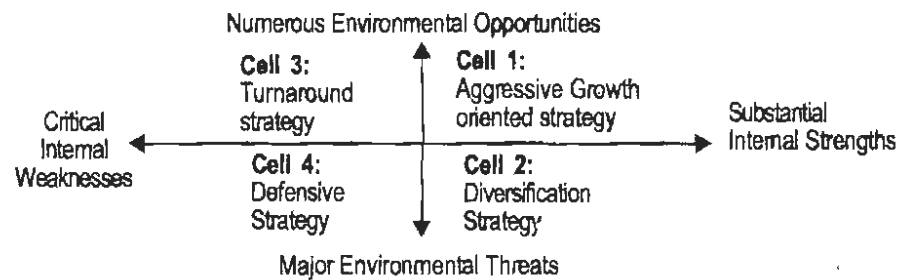 Numerous Environmental Opportunities
Cell 3:
Turnaround
strategy
Cell 1:
Aggressive Growth
oriented strategy
Critical
Internal
Weaknesses
Substantial
Internal Strengths
Cell 4:
Defensive
Strategy
Cell 2:
Diversification
Strategy
Major Environmental Threats